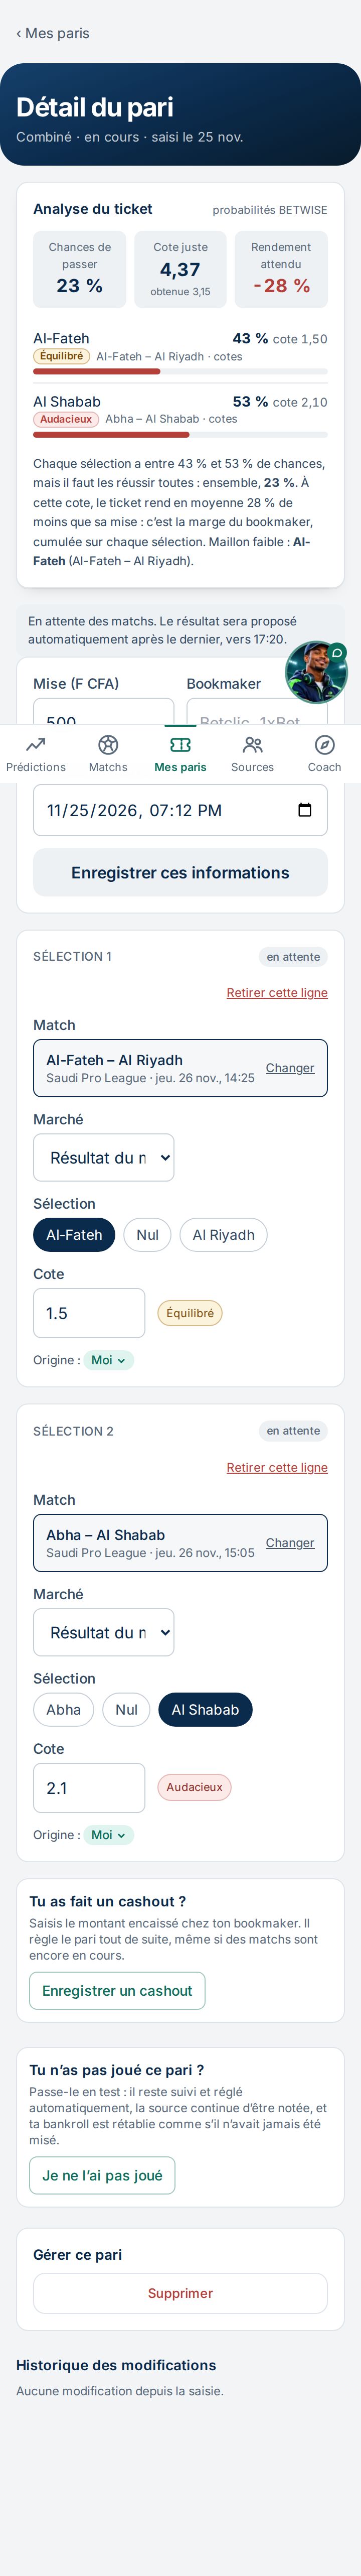 ‹ Mes paris
Détail du pari
Combiné · en cours · saisi le 25 nov.
Analyse du ticket
probabilités BETWISE
Chances de
passer
23 %
Cote juste
4,37
obtenue 3,15
Rendement
attendu
-28 %
Al-Fateh
43 % cote 1,50
Équilibré Al-Fateh – Al Riyadh · cotes
Al Shabab
53 % cote 2,10
Audacieux Abha – Al Shabab · cotes
Chaque sélection a entre 43 % et 53 % de chances,
mais il faut les réussir toutes : ensemble, 23 %. À
cette cote, le ticket rend en moyenne 28 % de
moins que sa mise : c’est la marge du bookmaker,
cumulée sur chaque sélection. Maillon faible : Al-
Fateh (Al-Fateh – Al Riyadh).
En attente des matchs. Le résultat sera proposé
automatiquement après le dernier, vers 17:20.
Mise (F CFA)
Bookmaker
500
Betclic, 1xBet
Prédictions
Matchs
Mes paris
Sources
Coach
11/25/2026, 07:12 PM
Enregistrer ces informations
SÉLECTION 1
en attente
Retirer cette ligne
Match
Al-Fateh – Al Riyadh
Saudi Pro League · jeu. 26 nov., 14:25
Changer
Marché
Résultat du
Sélection
Al-Fateh
Nul
Al Riyadh
Cote
1.5
Équilibré
Origine : Moi
SÉLECTION 2
en attente
Retirer cette ligne
Match
Abha – Al Shabab
Saudi Pro League · jeu. 26 nov., 15:05
Changer
Marché
Résultat du
Sélection
Abha
Nul
Al Shabab
Cote
2.1
Audacieux
Origine : Moi
Tu as fait un cashout ?
Saisis le montant encaissé chez ton bookmaker. Il
règle le pari tout de suite, même si des matchs sont
encore en cours.
Enregistrer un cashout
Tu n’as pas joué ce pari ?
Passe-le en test : il reste suivi et réglé
automatiquement, la source continue d’être notée, et
ta bankroll est rétablie comme s’il n’avait jamais été
misé.
Je ne l’ai pas joué
Gérer ce pari
Supprimer
Historique des modifications
Aucune modification depuis la saisie.